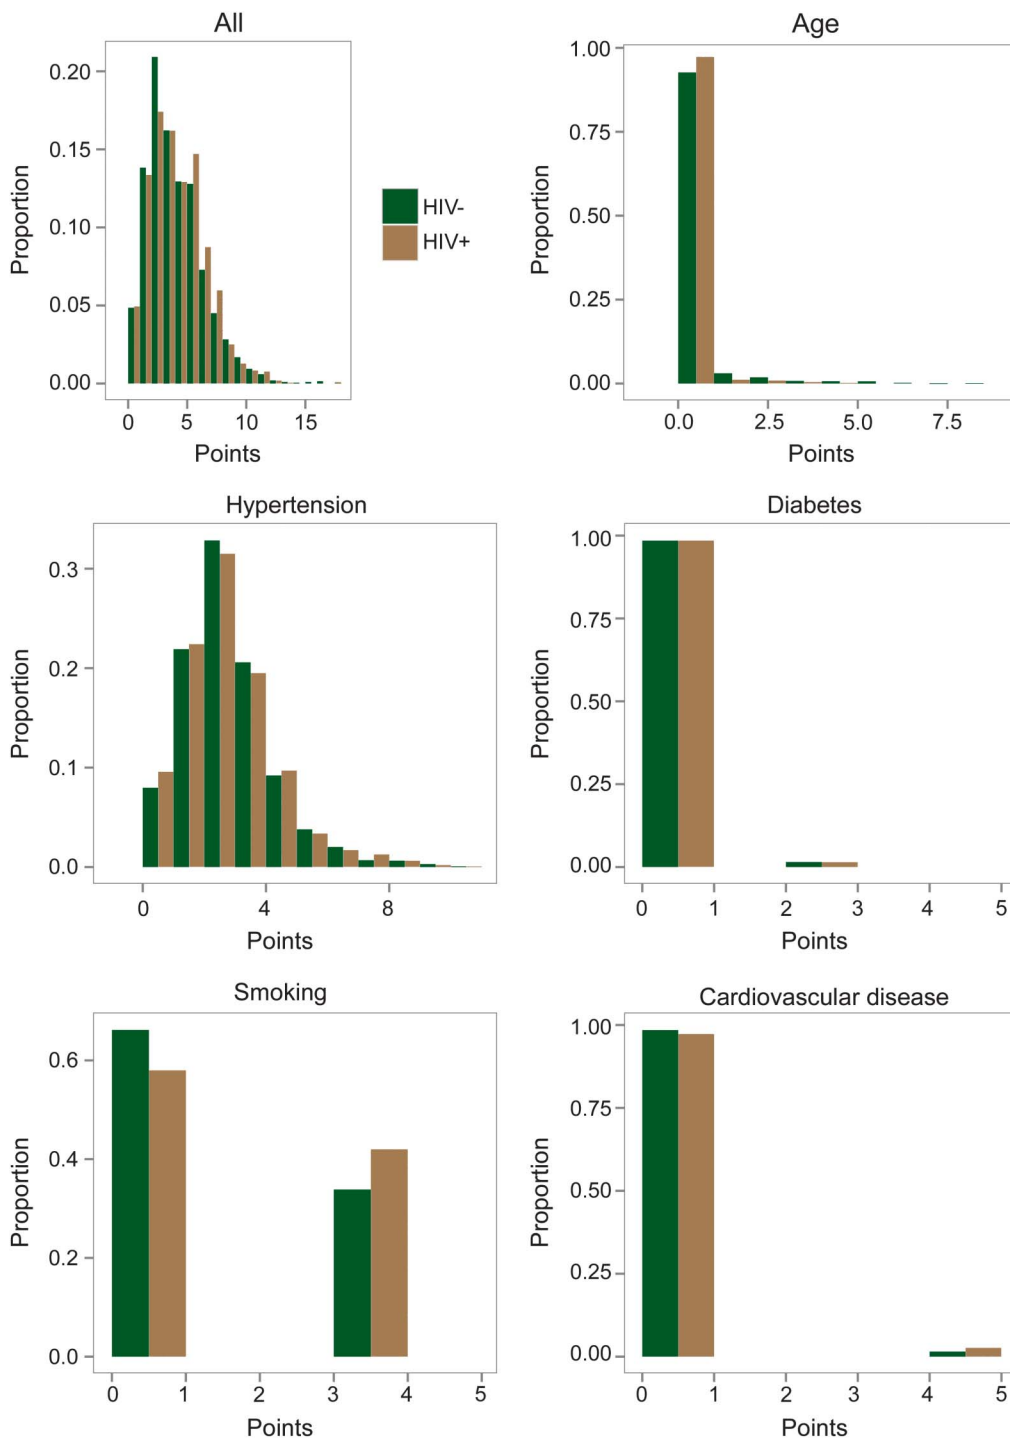 All
Proportion
0.20
0.15
0.10
0.05
0.00
0 5 10 15
Points
HIV-
HIV+
Age
Proportion
1.00
0.75
0.50
0.25
0.00
0.0 2.5 5.0 7.5
Points
Hypertension
Proportion
0.3
0.2
0.1
0.0
0 4 8
Points
Diabetes
Proportion
1.00
0.75
0.50
0.25
0.00
0 1 2 3 4 5
Points
Smoking
Proportion
0.6
0.4
0.2
0.0
0 1 2 3 4 5
Points
Cardiovascular disease
Proportion
1.00
0.75
0.50
0.25
0.00
0 1 2 3 4 5
Points